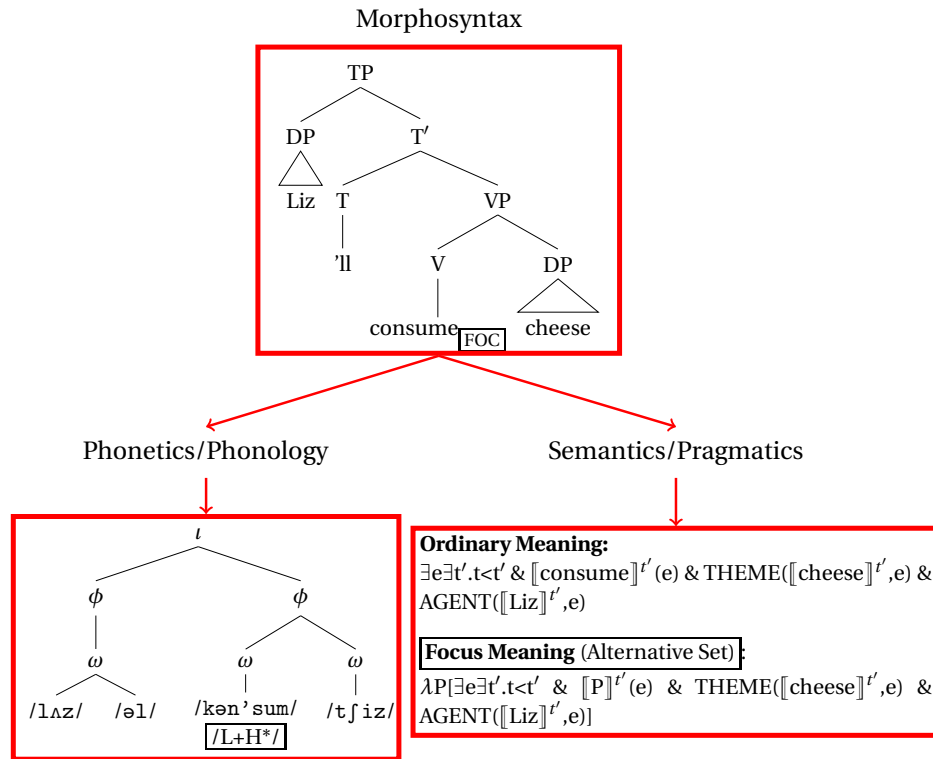 Morphosyntax
TP
DP T′
Liz T VP
'll V DP
consume FOC cheese
Phonetics/Phonology Semantics/Pragmatics
ι
ϕ ϕ
ω ω ω
/lʌz/ /əl/ /kən'sum/ /tʃiz/
/L+H*/
Ordinary Meaning:
∃e∃t′.t<t′ & ⟦consume⟧^t′(e) & THEME(⟦cheese⟧^t′,e) &
AGENT(⟦Liz⟧^t′,e)
Focus Meaning (Alternative Set):
λP[∃e∃t′.t<t′ & ⟦P⟧^t′(e) & THEME(⟦cheese⟧^t′,e) &
AGENT(⟦Liz⟧^t′,e)]